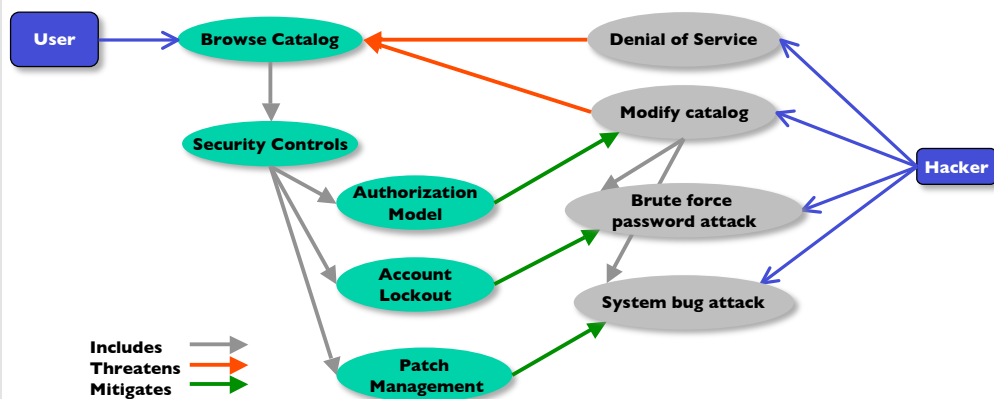 User
Browse Catalog
Denial of Service
Modify catalog
Security Controls
Hacker
Authorization
Model
Brute force
password attack
Account
Lockout
System bug attack
Includes
Threatens
Mitigates
Patch
Management